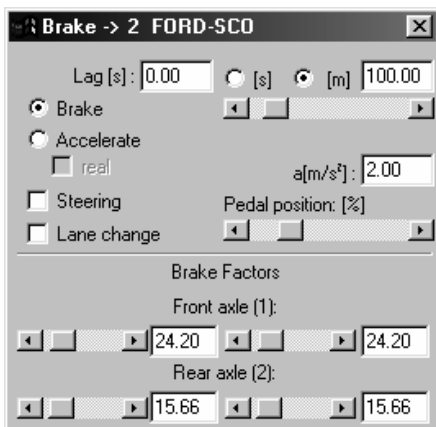 Brake -> 2 FORD-SCO
Lag [s] : 0.00 [s] [m] 100.00
Brake
Accelerate
real
a[m/s²] : 2.00
Steering
Pedal position: [%]
Lane change
Brake Factors
Front axle (1):
24.20 24.20
Rear axle (2):
15.66 15.66